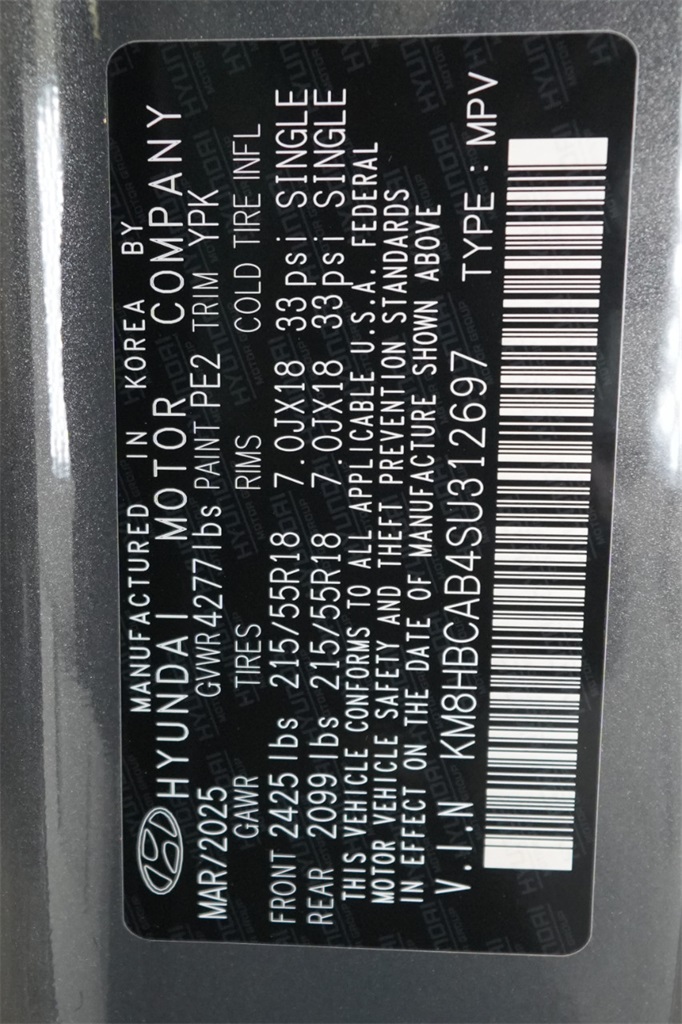 MANUFACTURED IN KOREA BY
HYUNDAI MOTOR COMPANY
MAR/2025 GVWR 4277lbs PAINT PE2 TRIM YPK
GAWR TIRES RIMS COLD TIRE INFL
FRONT 2425 lbs 215/55R18 7.0JX18 33psi SINGLE
REAR 2099 lbs 215/55R18 7.0JX18 33psi SINGLE
THIS VEHICLE CONFORMS TO ALL APPLICABLE U.S.A. FEDERAL
MOTOR VEHICLE SAFETY AND THEFT PREVENTION STANDARDS
IN EFFECT ON THE DATE OF MANUFACTURE SHOWN ABOVE
V.I.N KM8HBCAB4SU312697 TYPE : MPV